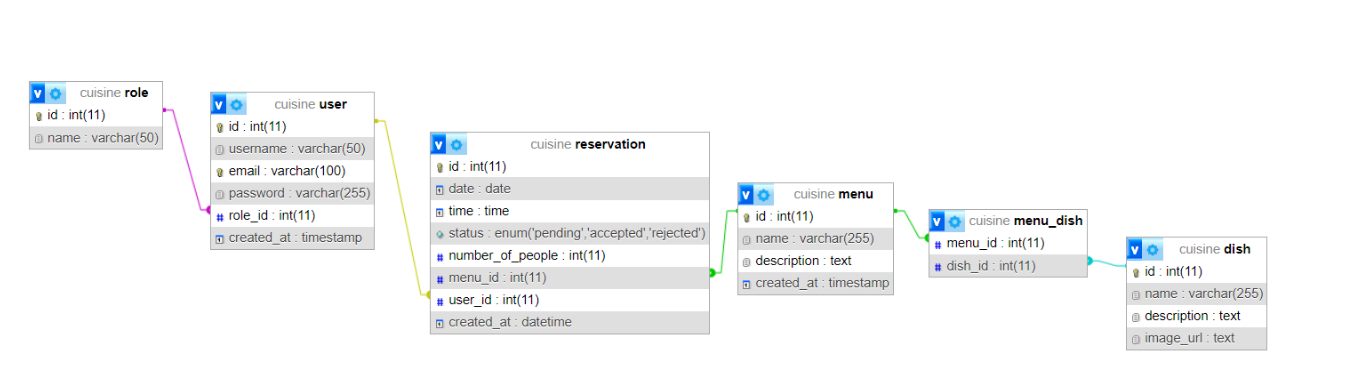 cuisine role
id : int(11)
name : varchar(50)
cuisine user
id : int(11)
username : varchar(50)
email : varchar(100)
password : varchar(255)
role_id : int(11)
created_at : timestamp
cuisine reservation
id : int(11)
date : date
time : time
status : enum('pending','accepted','rejected')
number_of_people : int(11)
menu_id : int(11)
user_id : int(11)
created_at : datetime
cuisine menu
id : int(11)
name : varchar(255)
description : text
created_at : timestamp
cuisine menu_dish
menu_id : int(11)
dish_id : int(11)
cuisine dish
id : int(11)
name : varchar(255)
description : text
image_url : text